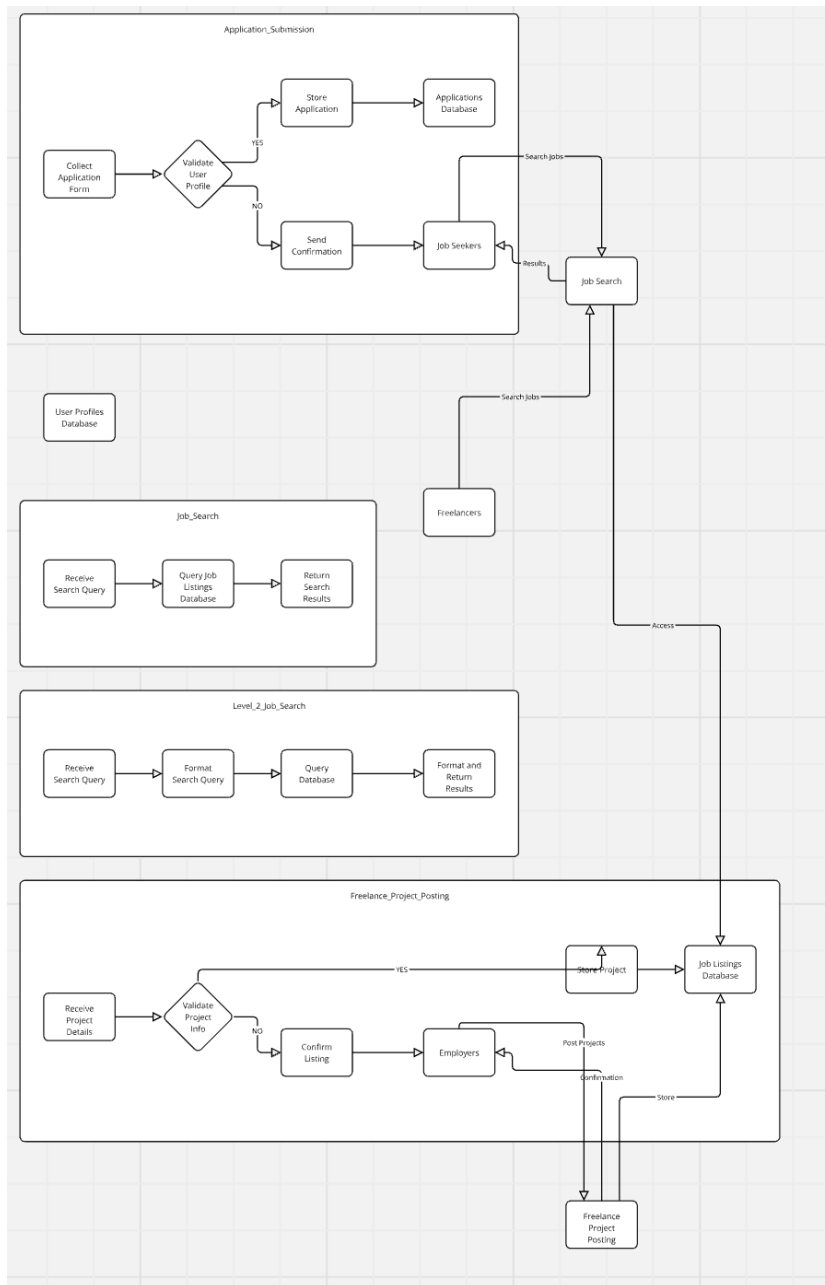 Application_Submission
Store
Application
Applications
Database
YES
Collect
Application
Form
Validate
User
Profile
Search Jobs
NO
Send
Confirmation
Job Seekers
Results
Job Search
User Profiles
Database
Search Jobs
Freelancers
Job_Search
Receive
Search Query
Query Job
Listings
Database
Return
Search
Results
Access
Level_2_Job_Search
Receive
Search Query
Format
Search Query
Query
Database
Format and
Return
Results
Freelance_Project_Posting
YES
Store Project
Job Listings
Database
Receive
Project
Details
Validate
Project
Info
NO
Confirm
Listing
Employers
Post Projects
Confirmation
Store
Freelance
Project
Posting